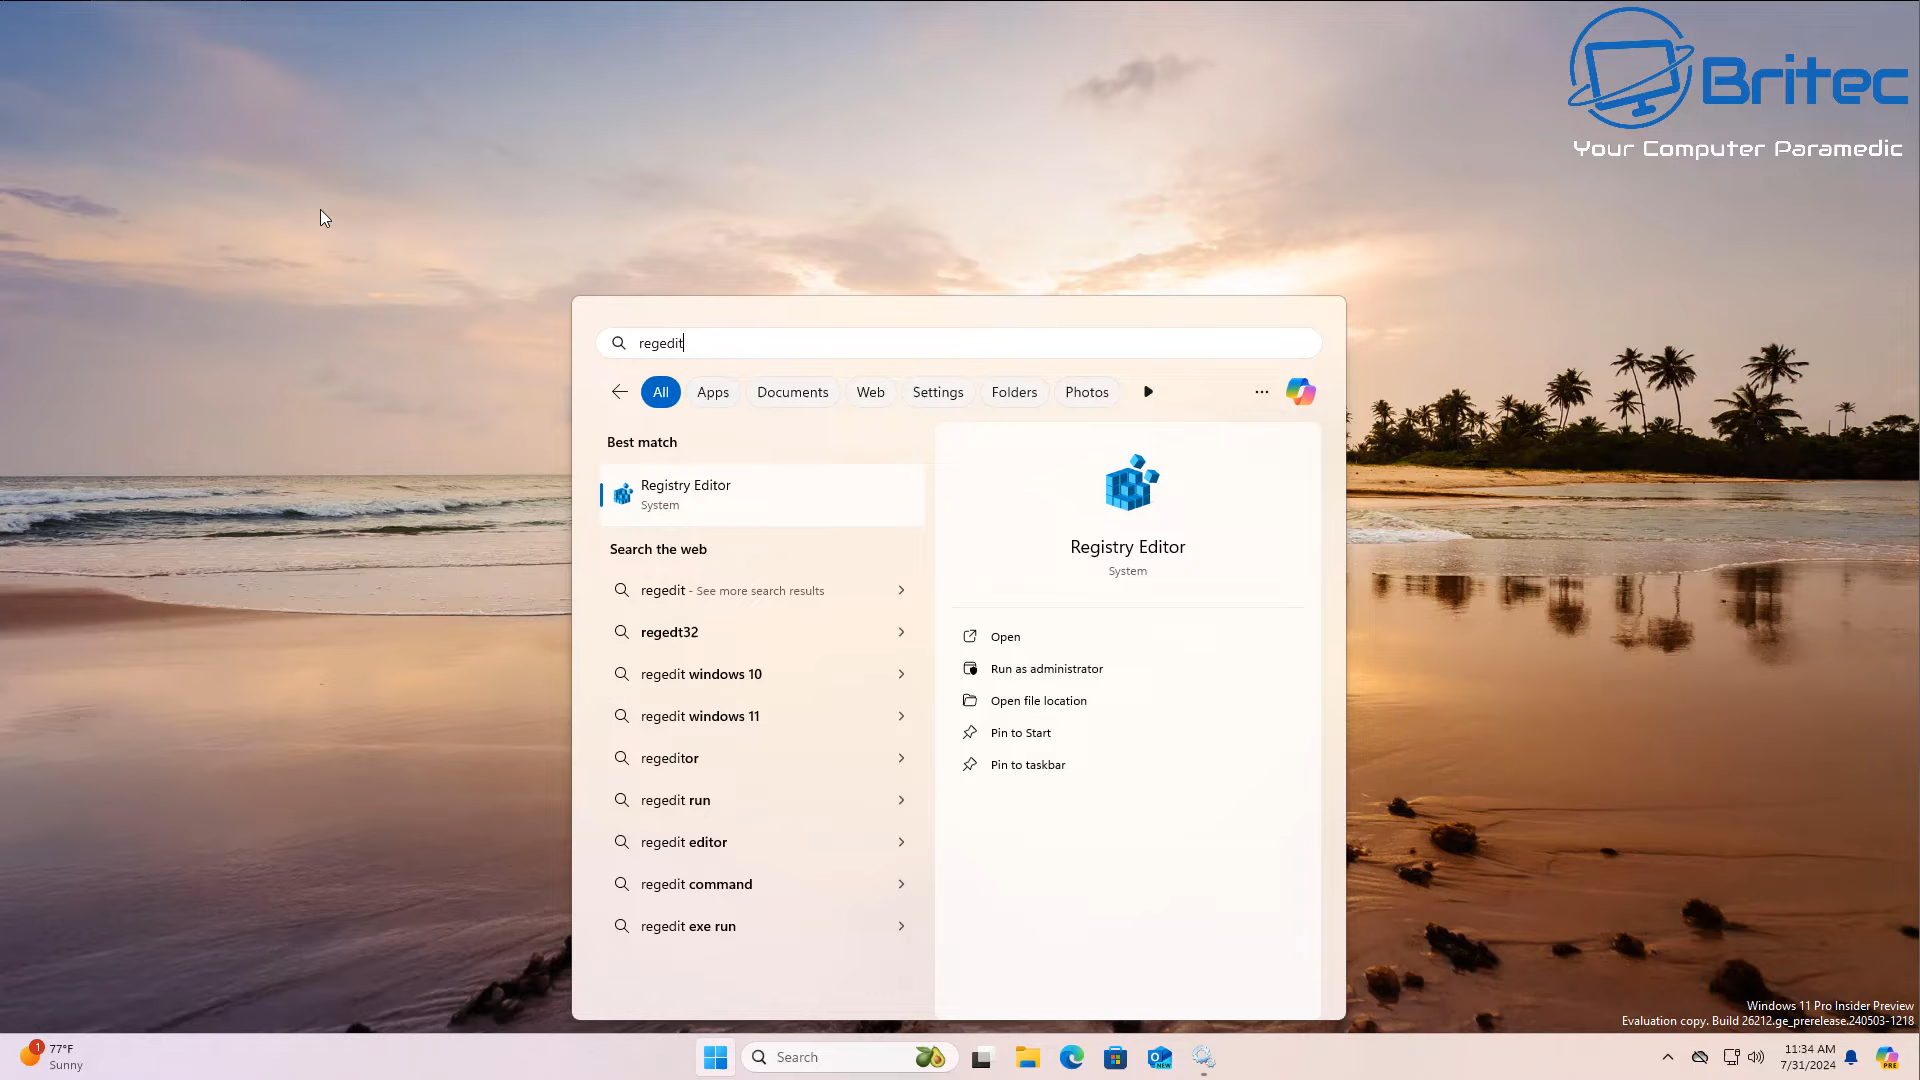 Britec
Your Computer Paramedic
regedit
All
Apps
Documents
Web
Settings
Folders
Photos
Best match
Registry Editor
System
Search the web
regedit - See more search results
regedt32
regedit windows 10
regedit windows 11
regeditor
regedit run
regedit editor
regedit command
regedit exe run
Registry Editor
System
Open
Run as administrator
Open file location
Pin to Start
Pin to taskbar
Windows 11 Pro Insider Preview
Evaluation copy. Build 26212.ge_prerelease.240503-1218
1
77°F
Sunny
Search
NEW
11:34 AM
7/31/2024
PRE